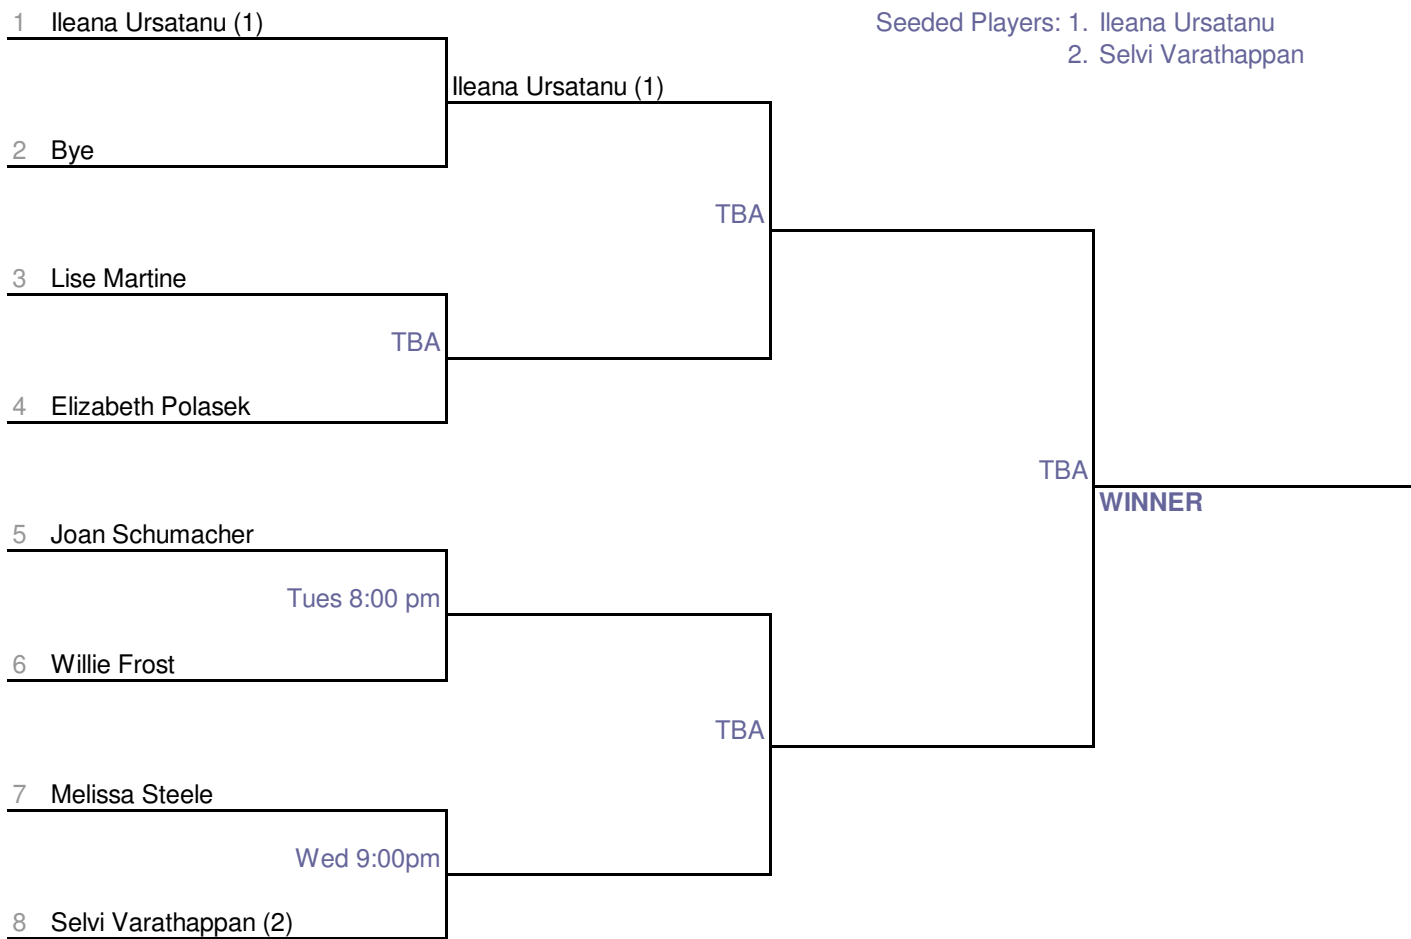 1 Ileana Ursatanu (1)
Seeded Players: 1. Ileana Ursatanu
2. Selvi Varathappan
Ileana Ursatanu (1)
2 Bye
TBA
3 Lise Martine
TBA
4 Elizabeth Polasek
TBA
WINNER
5 Joan Schumacher
Tues 8:00 pm
6 Willie Frost
TBA
7 Melissa Steele
Wed 9:00pm
8 Selvi Varathappan (2)